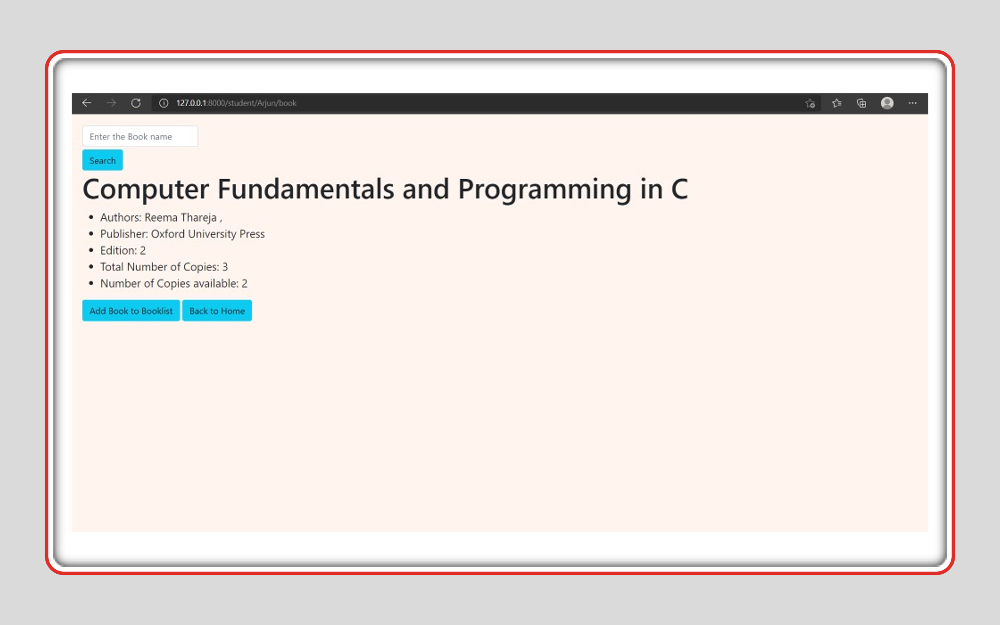 127.0.0.1:8000/student/Arjun/book
Enter the Book name
Search
Computer Fundamentals and Programming in C
• Authors: Reema Thareja ,
• Publisher: Oxford University Press
• Edition: 2
• Total Number of Copies: 3
• Number of Copies available: 2
Add Book to Booklist Back to Home